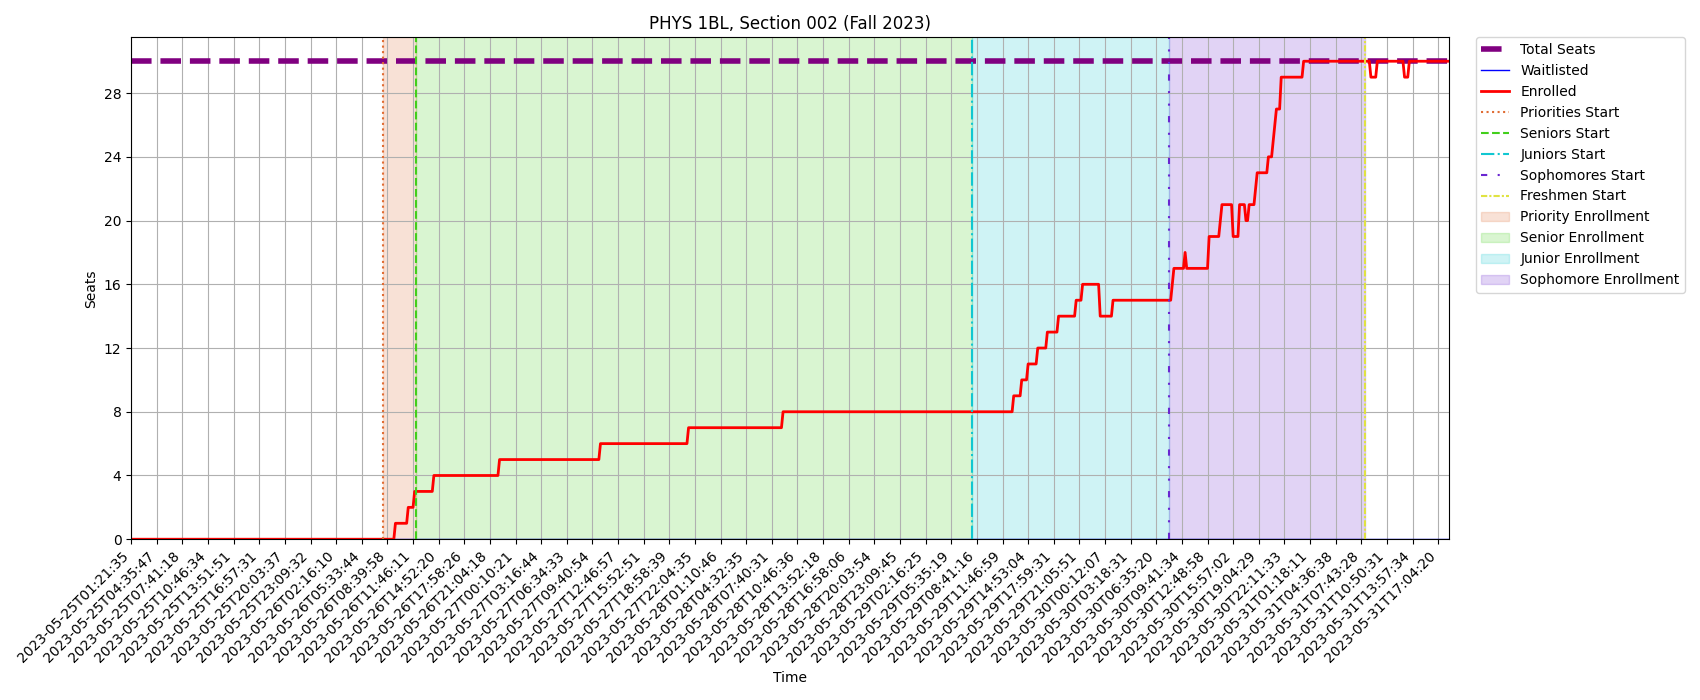 PHYS 1BL, Section 002 (Fall 2023)
Seats
28
24
20
16
12
8
4
0
2023-05-25T01:21:35
2023-05-25T04:35:47
2023-05-25T07:41:18
2023-05-25T10:46:34
2023-05-25T13:51:51
2023-05-25T16:57:31
2023-05-25T20:03:37
2023-05-25T23:09:32
2023-05-26T02:16:10
2023-05-26T05:33:44
2023-05-26T08:39:58
2023-05-26T11:46:11
2023-05-26T14:52:20
2023-05-26T17:58:26
2023-05-26T21:04:18
2023-05-27T00:10:21
2023-05-27T03:16:44
2023-05-27T06:34:33
2023-05-27T09:40:54
2023-05-27T12:46:57
2023-05-27T15:52:51
2023-05-27T18:58:39
2023-05-27T22:04:35
2023-05-28T01:10:46
2023-05-28T04:32:35
2023-05-28T07:40:31
2023-05-28T10:46:36
2023-05-28T13:52:18
2023-05-28T16:58:06
2023-05-28T20:03:54
2023-05-28T23:09:45
2023-05-29T02:16:25
2023-05-29T05:35:19
2023-05-29T08:41:16
2023-05-29T11:46:59
2023-05-29T14:53:04
2023-05-29T17:59:31
2023-05-29T21:05:51
2023-05-30T00:12:07
2023-05-30T03:18:31
2023-05-30T06:35:20
2023-05-30T09:41:34
2023-05-30T12:48:58
2023-05-30T15:57:02
2023-05-30T19:04:29
2023-05-30T22:11:33
2023-05-31T01:18:11
2023-05-31T04:36:38
2023-05-31T07:43:28
2023-05-31T10:50:31
2023-05-31T13:57:34
2023-05-31T17:04:20
Time
Total Seats
Waitlisted
Enrolled
Priorities Start
Seniors Start
Juniors Start
Sophomores Start
Freshmen Start
Priority Enrollment
Senior Enrollment
Junior Enrollment
Sophomore Enrollment